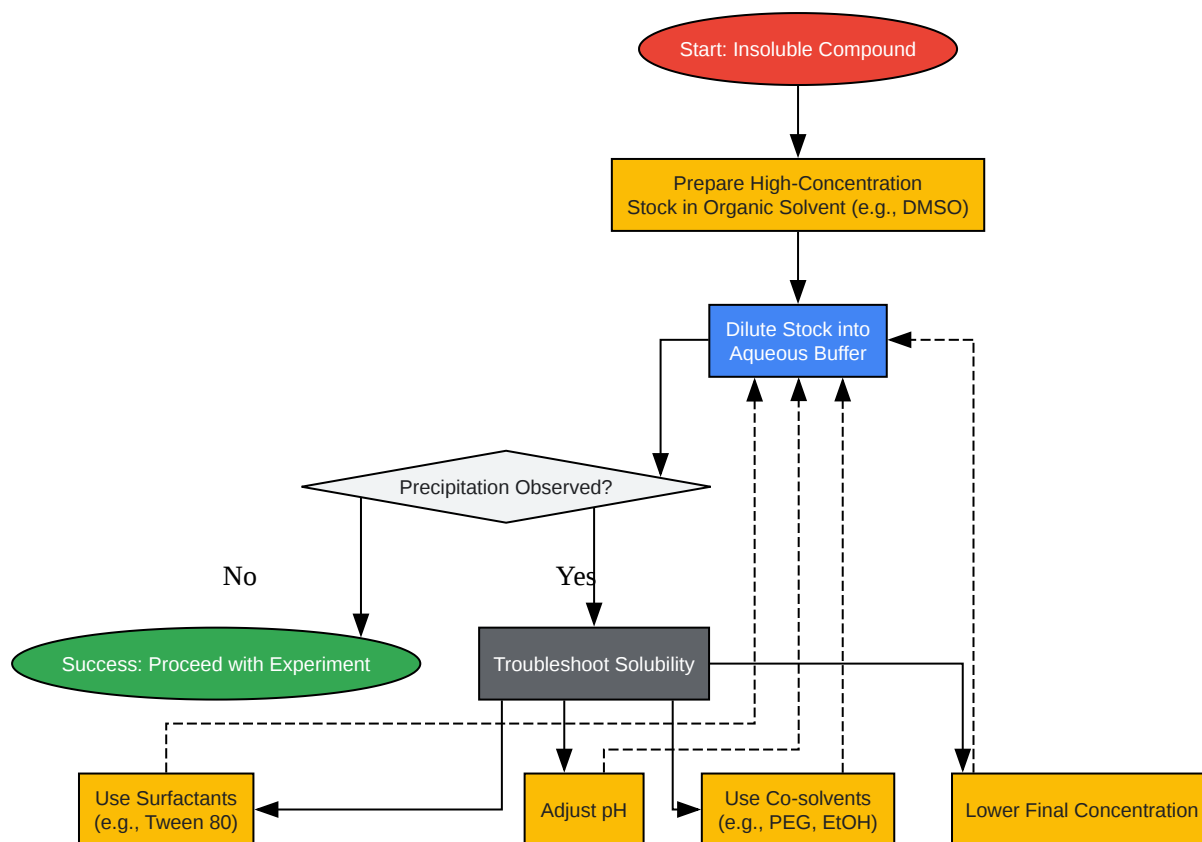 Start: Insoluble Compound
Prepare High-Concentration
Stock in Organic Solvent (e.g., DMSO)
Dilute Stock into
Aqueous Buffer
Precipitation Observed?
No
Yes
Success: Proceed with Experiment
Troubleshoot Solubility
Use Surfactants
(e.g., Tween 80)
Adjust pH
Use Co-solvents
(e.g., PEG, EtOH)
Lower Final Concentration